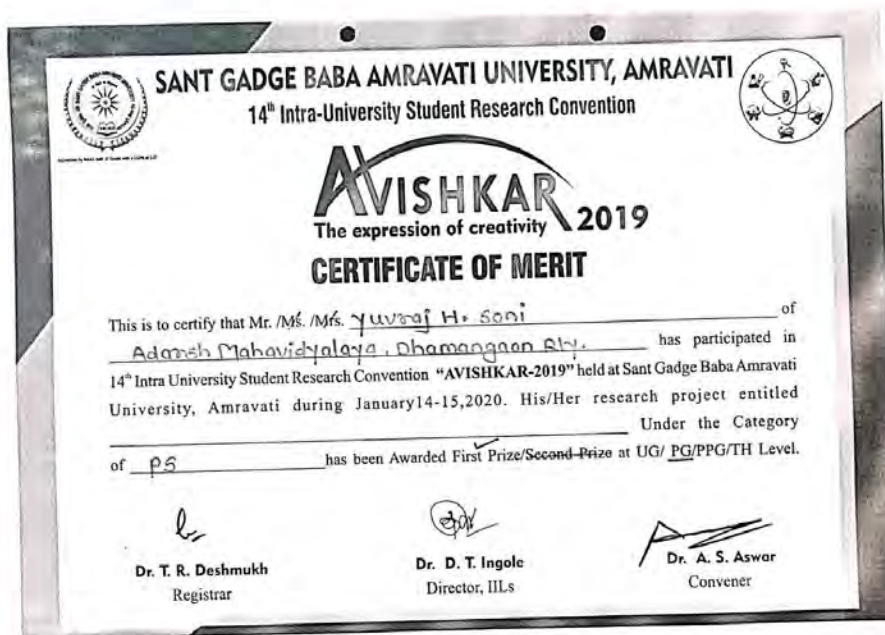 SANT GADGE BABA AMRAVATI UNIVERSITY, AMRAVATI
14th Intra-University Student Research Convention
AVISHKAR 2019
The expression of creativity
CERTIFICATE OF MERIT
This is to certify that Mr. /Ms. /Mrs. Yuvraj H. Soni of
Adarsh Mahavidyalaya, Dhamangaon Rly. has participated in
14th Intra University Student Research Convention "AVISHKAR-2019" held at Sant Gadge Baba Amravati
University, Amravati during January14-15,2020. His/Her research project entitled
Under the Category
of PS has been Awarded First Prize/Second Prize at UG/ PG/PPG/TH Level.
Dr. T. R. Deshmukh
Registrar
Dr. D. T. Ingole
Director, IILs
Dr. A. S. Aswar
Convener